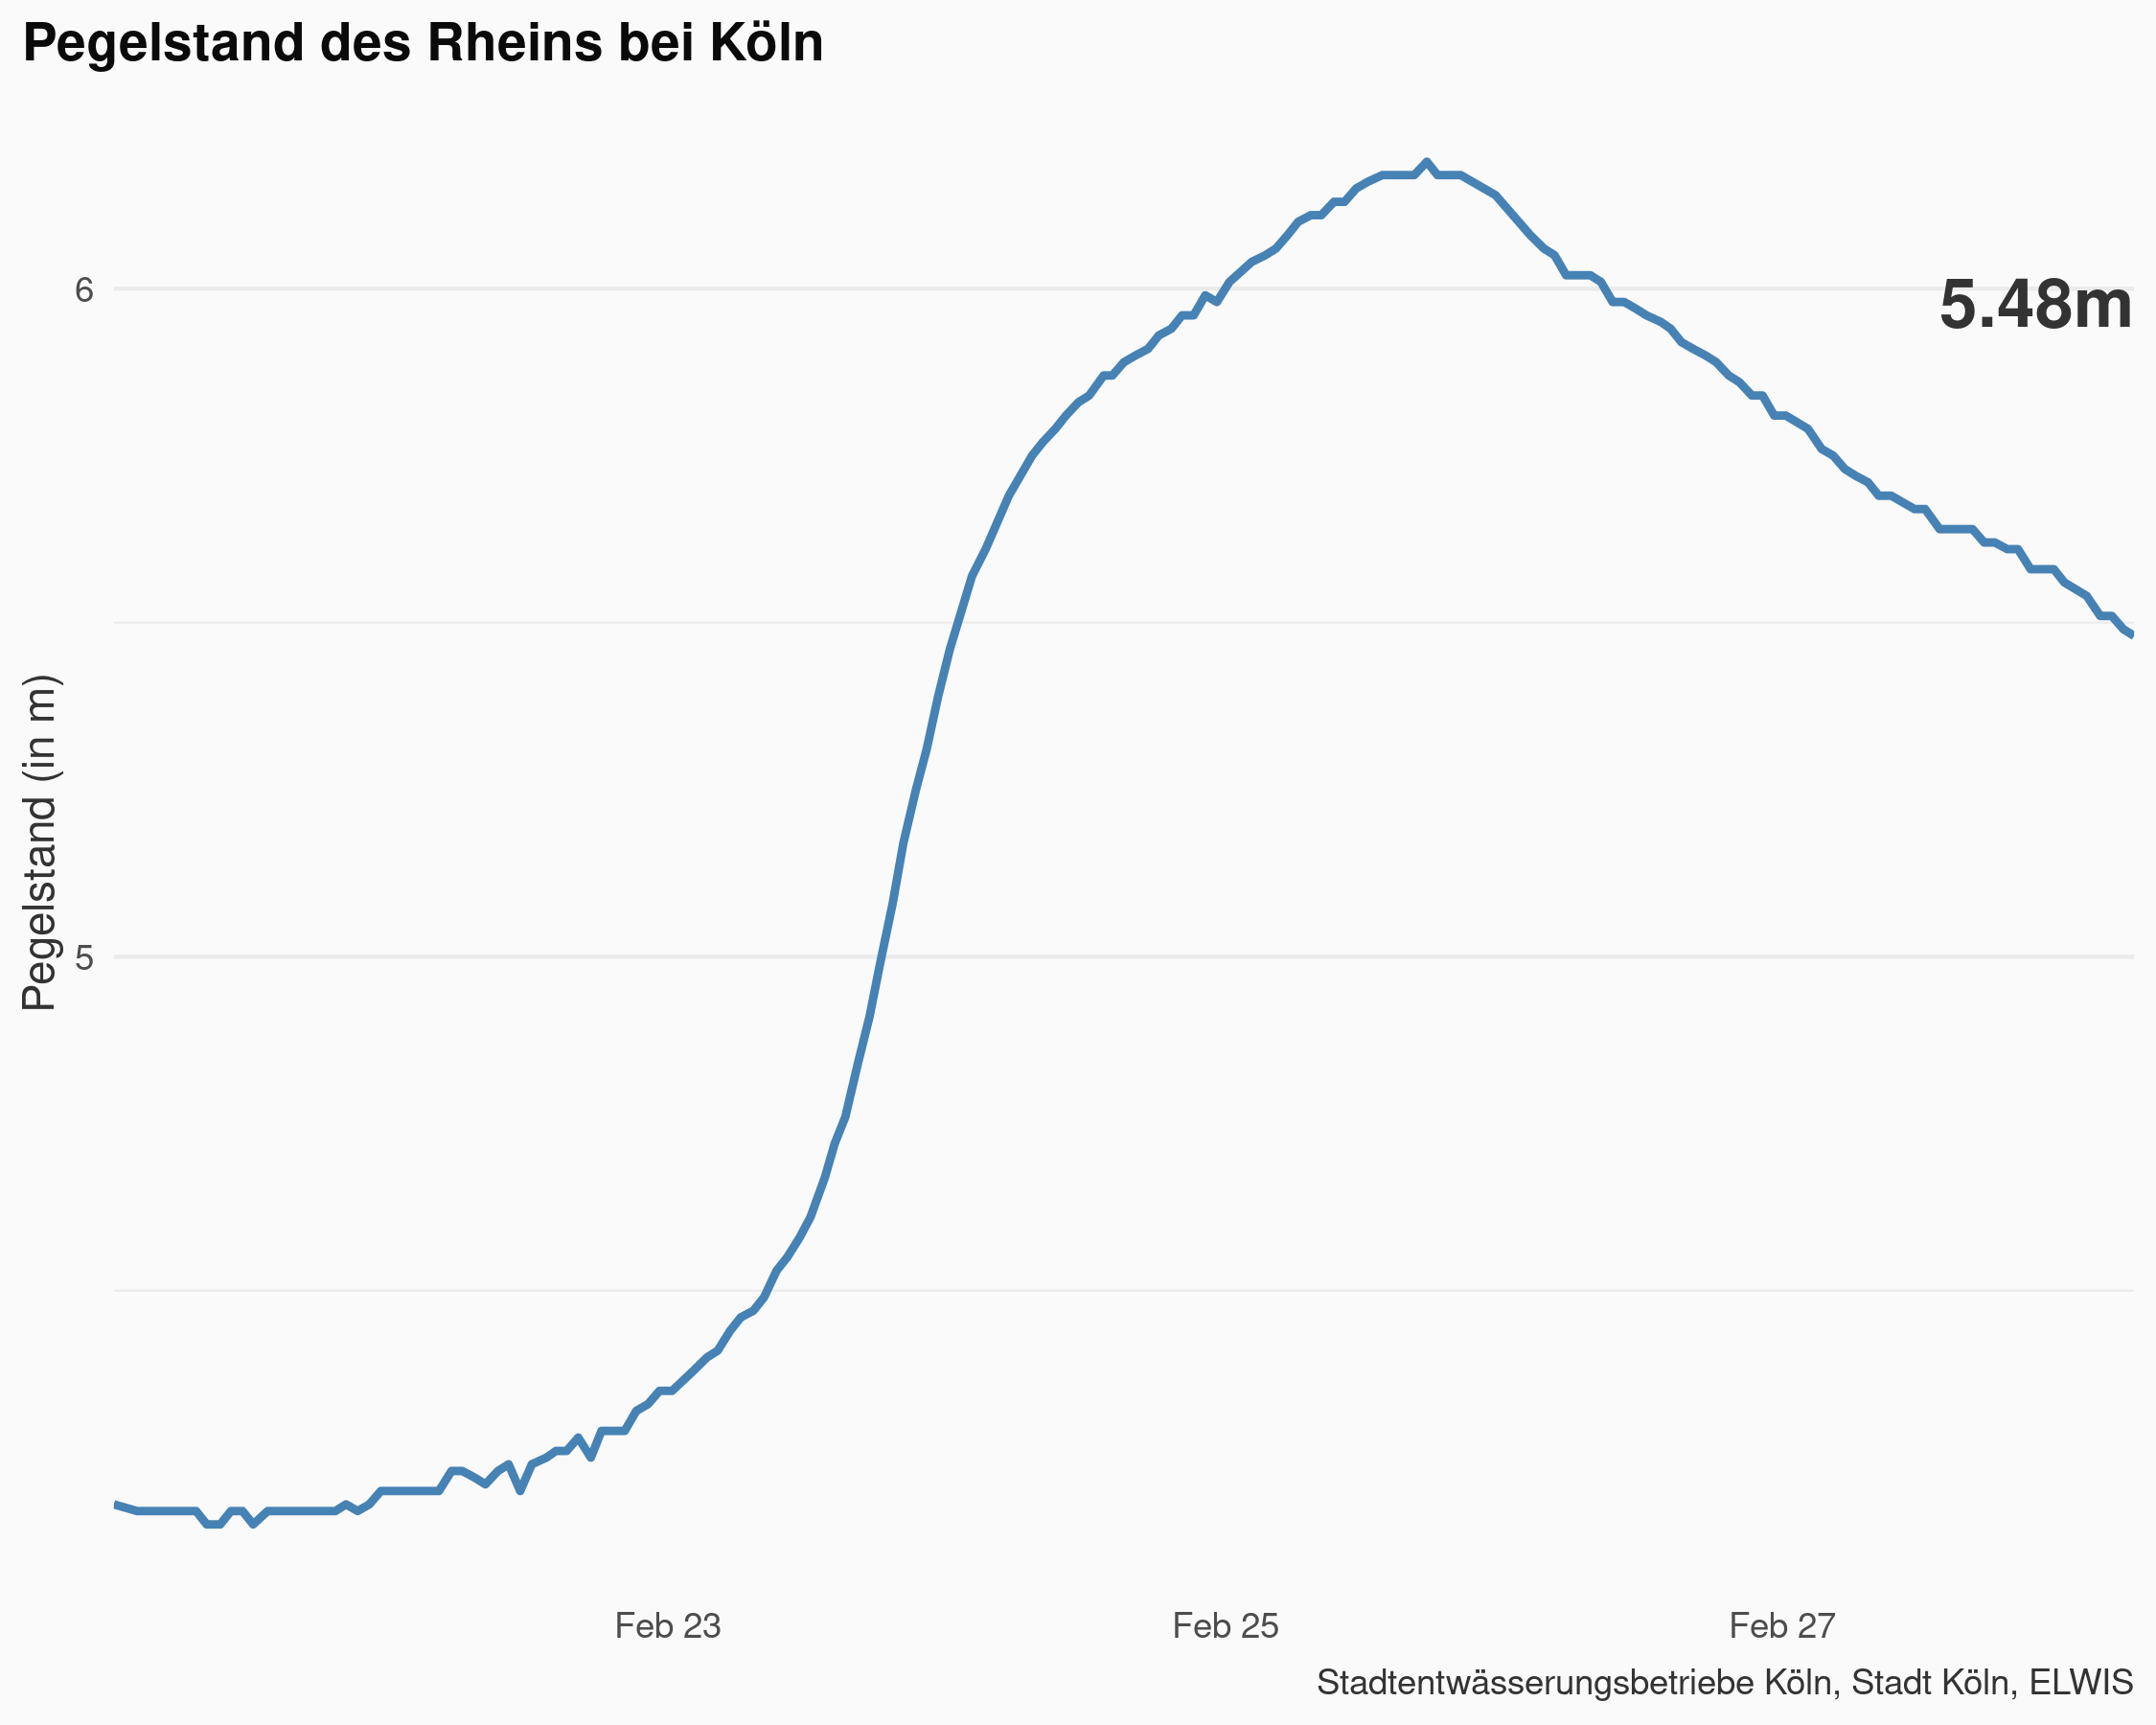 Pegelstand des Rheins bei Köln
6
5.48m
Pegelstand (in m)
5
Feb 23
Feb 25
Feb 27
Stadtentwässerungsbetriebe Köln, Stadt Köln, ELWIS